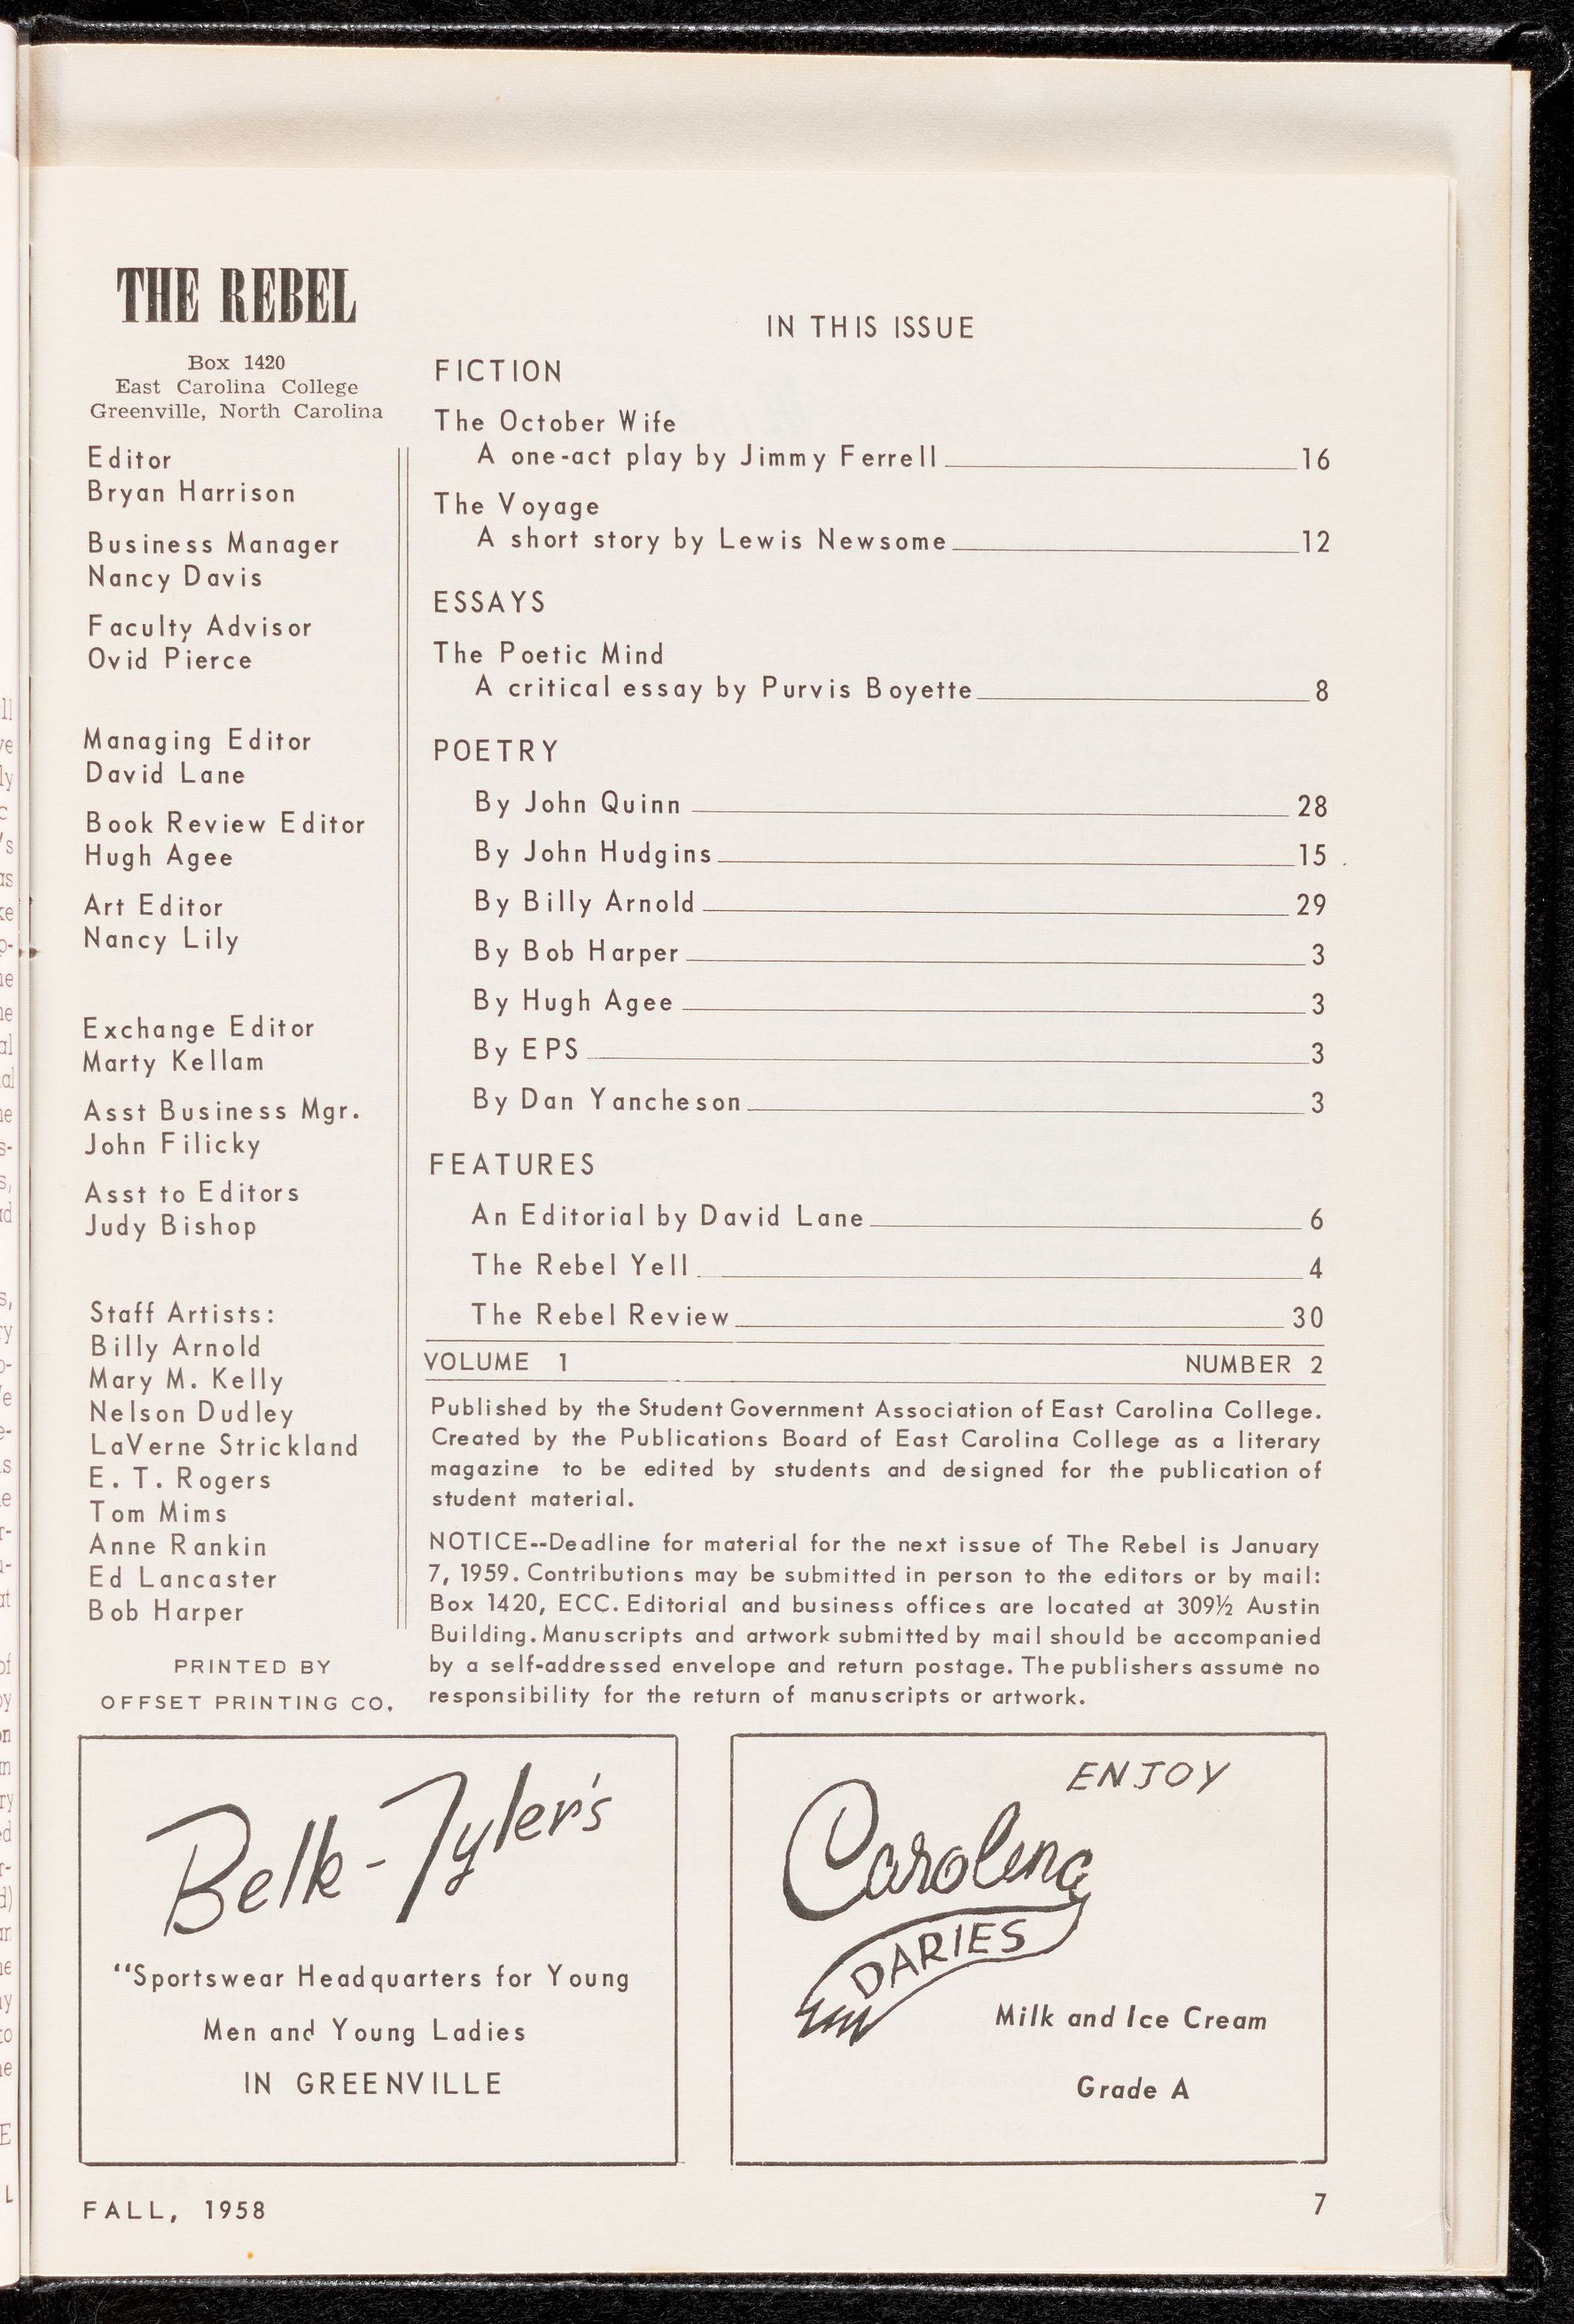 THE REBEL
Box 1420
East Carolina College
Greenville, North Carolina
Editor
Bryan Harrison
Business Manager
Nancy Davis
Faculty Advisor
Ovid Pierce
Managing Editor
David Lane
Book Review Editor
Hugh Agee
Art Editor
Nancy Lily
Exchange Editor
Marty Kellam
Asst Business Mgr.
John Filicky
Asst to Editors
Judy Bishop
Staff Artists:
Billy Arnold
Mary M. Kelly
Nelson Dudley
LaVerne Strickland
E. T. Rogers
Tom Mims
Anne Rankin
Ed Lancaster
Bob Harper
PRINTED BY
OFFSET PRINTING CO.
IN THIS ISSUE
FICTION
The October Wife
A one-act play by Jimmy Ferrell 16
The Voyage
A short story by Lewis Newsome 12
ESSAYS
The Poetic Mind
A critical essay by Purvis Boyette 8
POETRY
By John Quinn 28
By John Hudgins 15
By Billy Arnold 29
By Bob Harper 3
By Hugh Agee 3
By EPS 3
By Dan Yancheson 3
FEATURES
An Editorial by David Lane 6
The Rebel Yell 4
The Rebel Review 30
VOLUME 1 NUMBER 2
Published by the Student Government Association of East Carolina College.
Created by the Publications Board of East Carolina College as a literary
magazine to be edited by students and designed for the publication of
student material.
NOTICE--Deadline for material for the next issue of The Rebel is January
7, 1959. Contributions may be submitted in person to the editors or by mail:
Box 1420, ECC. Editorial and business offices are located at 309½ Austin
Building. Manuscripts and artwork submitted by mail should be accompanied
by a self-addressed envelope and return postage. The publishers assume no
responsibility for the return of manuscripts or artwork.
Belk-Tyler's
"Sportswear Headquarters for Young
Men and Young Ladies
IN GREENVILLE
ENJOY
Carolina
DARIES
Milk and Ice Cream
Grade A
FALL, 1958
7